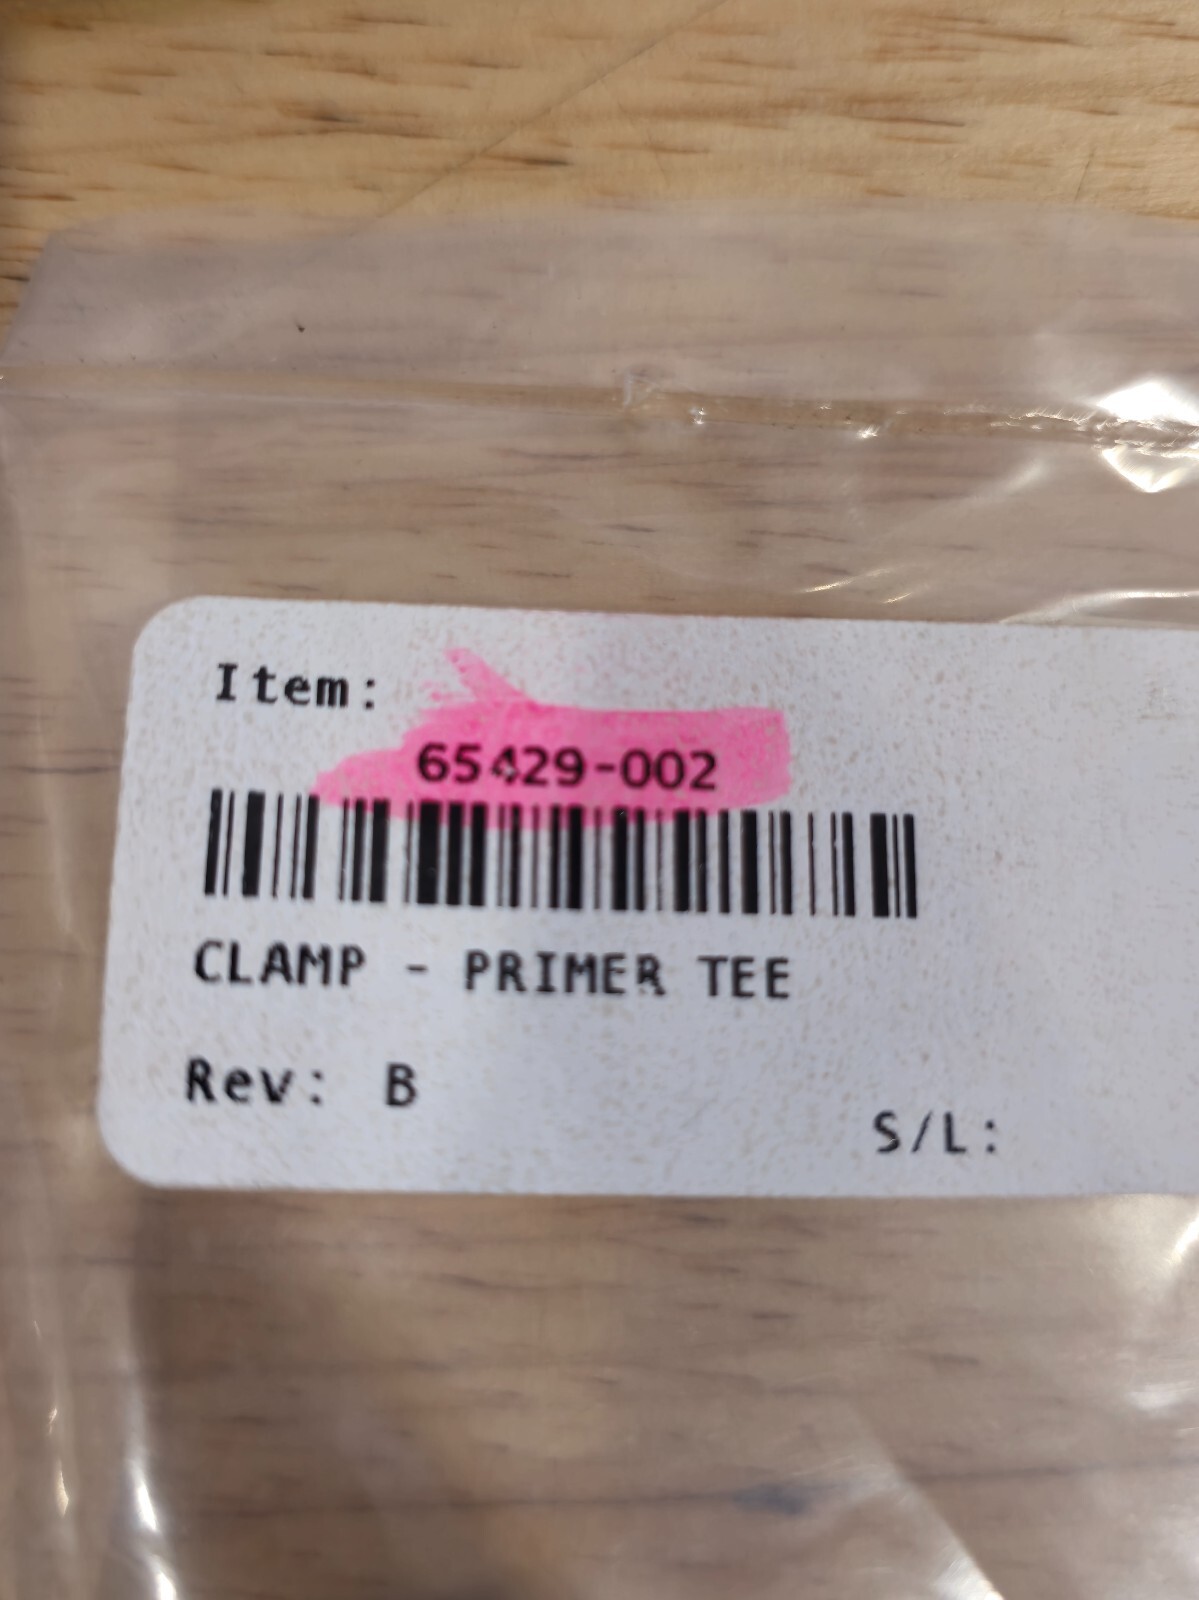 Item:
65429-002
CLAMP - PRIMER TEE
Rev: B
S/L: